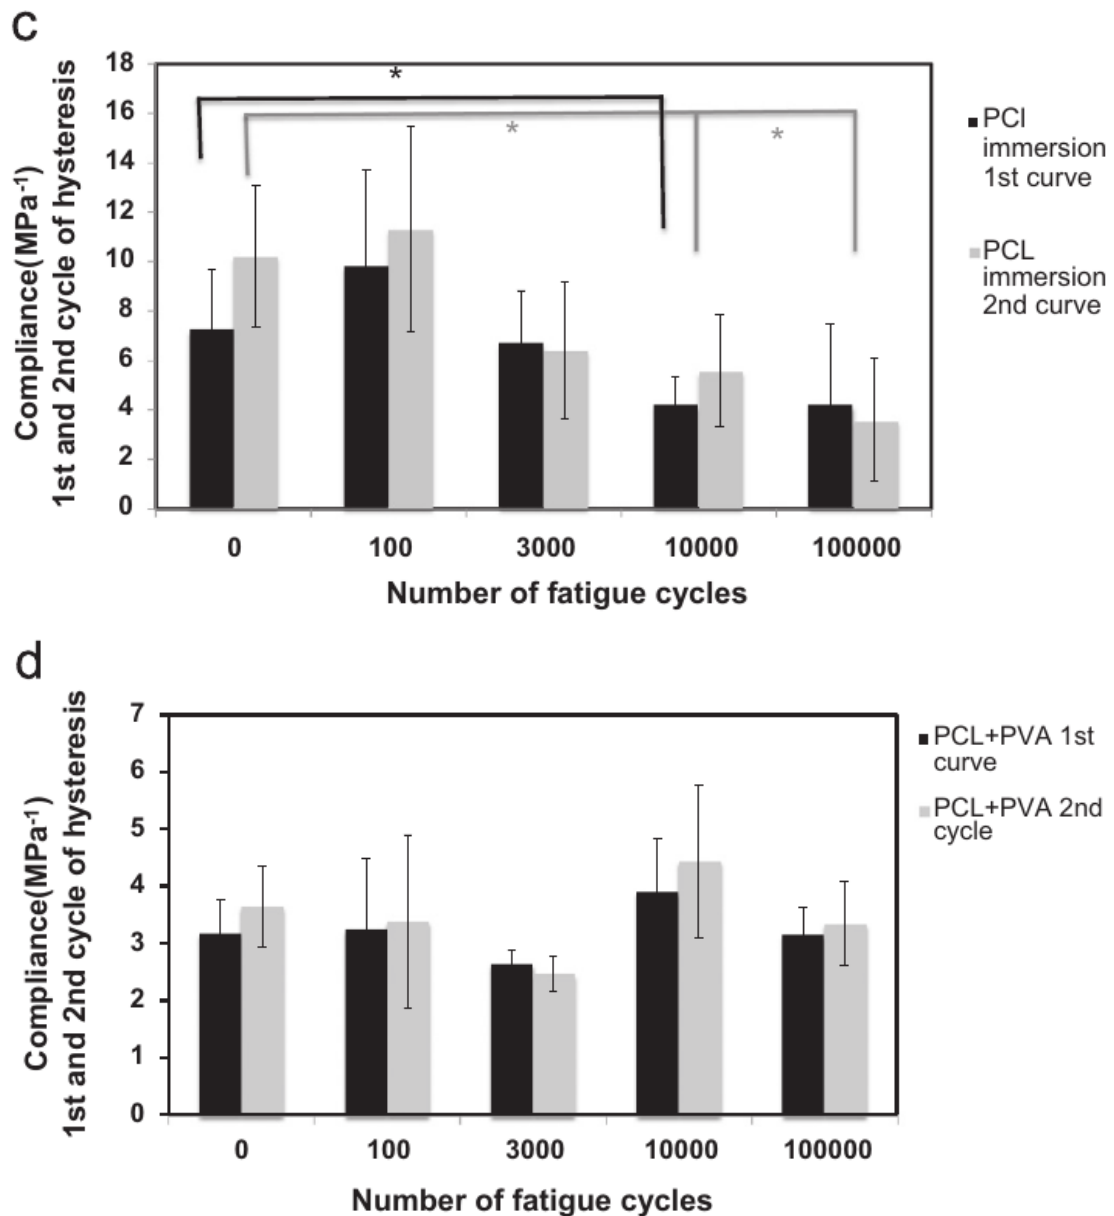 c
Compliance(MPa-1)
1st and 2nd cycle of hysteresis
18
16
14
12
10
8
6
4
2
0
*
*
*
0 100 3000 10000 100000
Number of fatigue cycles
PCl
immersion
1st curve
PCL
immersion
2nd curve
d
Compliance(MPa-1)
1st and 2nd cycle of hysteresis
7
6
5
4
3
2
1
0
0 100 3000 10000 100000
Number of fatigue cycles
PCL+PVA 1st
curve
PCL+PVA 2nd
cycle